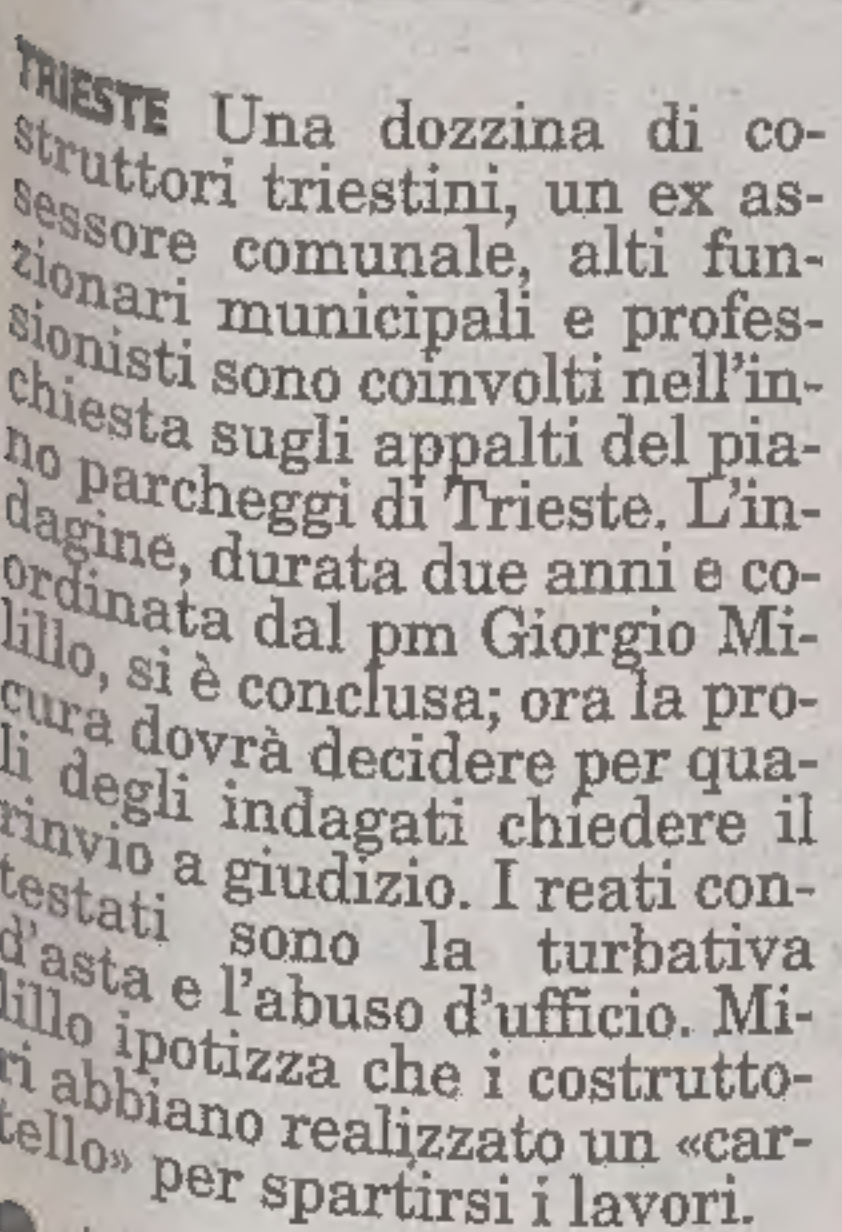 TRIESTE Una dozzina di co-
struttori triestini, un ex as-
sessore comunale, alti fun-
zionari municipali e profes-
sionisti sono coinvolti nell'in-
chiesta sugli appalti del pia-
no parcheggi di Trieste. L'in-
dagine, durata due anni e co-
ordinata dal pm Giorgio Mi-
lillo, si è conclusa; ora la pro-
cura dovrà decidere per qua-
li degli indagati chiedere il
rinvio a giudizio. I reati con-
testati sono la turbativa
d'asta e l'abuso d'ufficio. Mi-
lillo ipotizza che i costrutto-
ri abbiano realizzato un «car-
tello» per spartirsi i lavori.